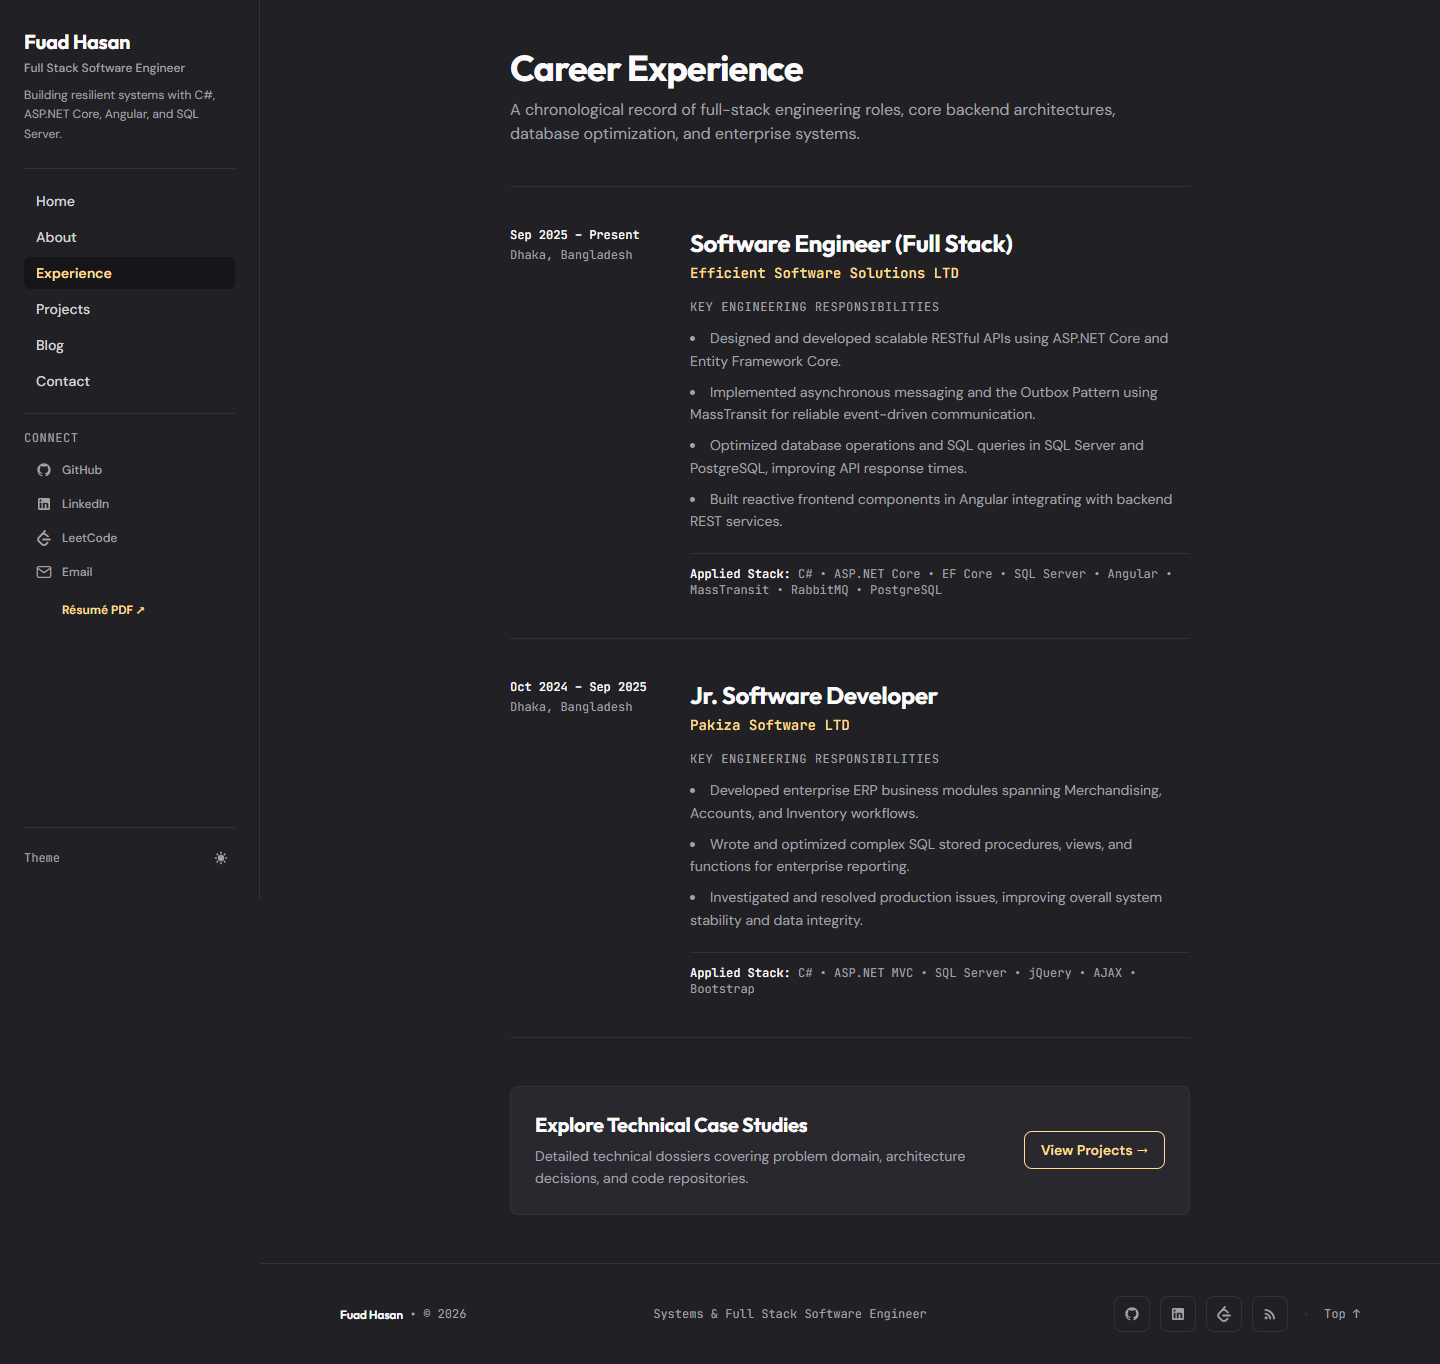 Fuad Hasan
Full Stack Software Engineer
Building resilient systems with C#,
ASP.NET Core, Angular, and SQL
Server.
Home
About
Experience
Projects
Blog
Contact
CONNECT
GitHub
LinkedIn
LeetCode
Email
Résumé PDF ↗
Theme
Career Experience
A chronological record of full-stack engineering roles, core backend architectures,
database optimization, and enterprise systems.
Sep 2025 – Present
Dhaka, Bangladesh
Software Engineer (Full Stack)
Efficient Software Solutions LTD
KEY ENGINEERING RESPONSIBILITIES
• Designed and developed scalable RESTful APIs using ASP.NET Core and
Entity Framework Core.
• Implemented asynchronous messaging and the Outbox Pattern using
MassTransit for reliable event-driven communication.
• Optimized database operations and SQL queries in SQL Server and
PostgreSQL, improving API response times.
• Built reactive frontend components in Angular integrating with backend
REST services.
Applied Stack: C# • ASP.NET Core • EF Core • SQL Server • Angular •
MassTransit • RabbitMQ • PostgreSQL
Oct 2024 – Sep 2025
Dhaka, Bangladesh
Jr. Software Developer
Pakiza Software LTD
KEY ENGINEERING RESPONSIBILITIES
• Developed enterprise ERP business modules spanning Merchandising,
Accounts, and Inventory workflows.
• Wrote and optimized complex SQL stored procedures, views, and
functions for enterprise reporting.
• Investigated and resolved production issues, improving overall system
stability and data integrity.
Applied Stack: C# • ASP.NET MVC • SQL Server • jQuery • AJAX •
Bootstrap
Explore Technical Case Studies
Detailed technical dossiers covering problem domain, architecture
decisions, and code repositories.
View Projects →
Fuad Hasan • © 2026
Systems & Full Stack Software Engineer
Top ↑